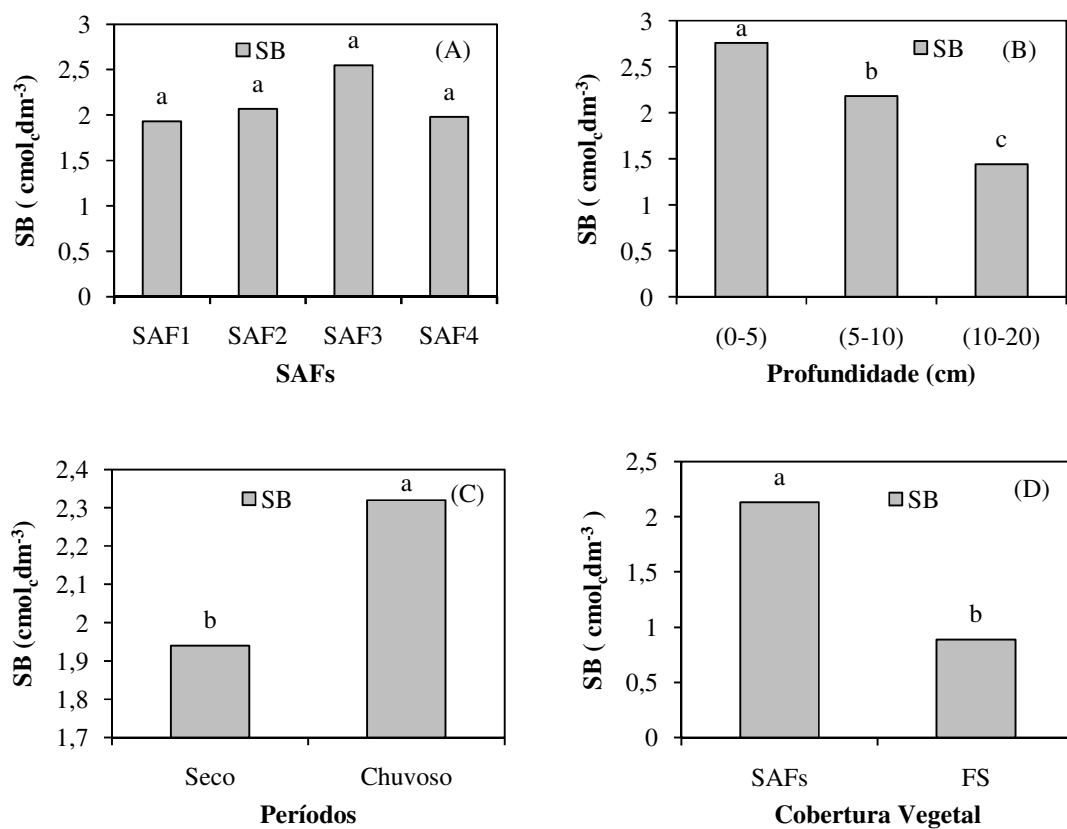 SB
(A)
3
2,5
2
1,5
1
0,5
0
SB ( cmolcdm-3)
a
a
a
a
SAF1 SAF2 SAF3 SAF4
SAFs
SB
(B)
3
2,5
2
1,5
1
0,5
0
SB ( cmolcdm-3)
a
b
c
(0-5) (5-10) (10-20)
Profundidade (cm)
SB
(C)
2,4
2,3
2,2
2,1
2
1,9
1,8
1,7
SB (cmolcdm-3)
b
a
Seco Chuvoso
Períodos
SB
(D)
2,5
2
1,5
1
0,5
0
SB ( cmolcdm-3 )
a
b
SAFs FS
Cobertura Vegetal